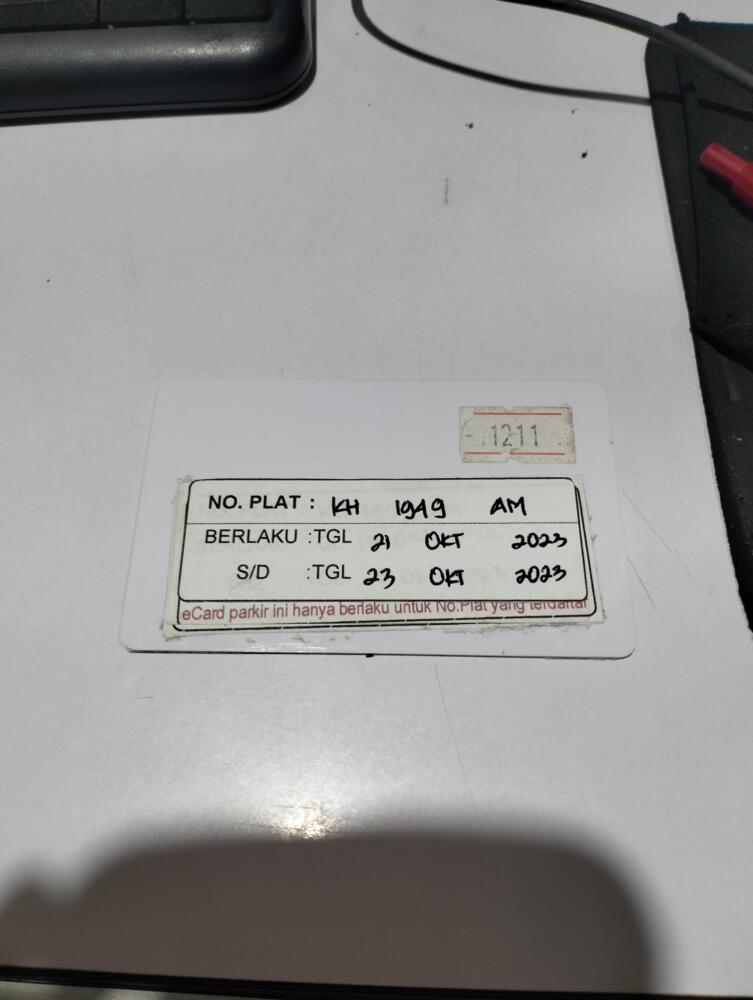 1211
NO. PLAT : KH 1949 AM
BERLAKU :TGL 21 OKT 2023
S/D :TGL 23 OKT 2023
eCard parkir ini hanya berlaku untuk No.Plat yang terdaftar